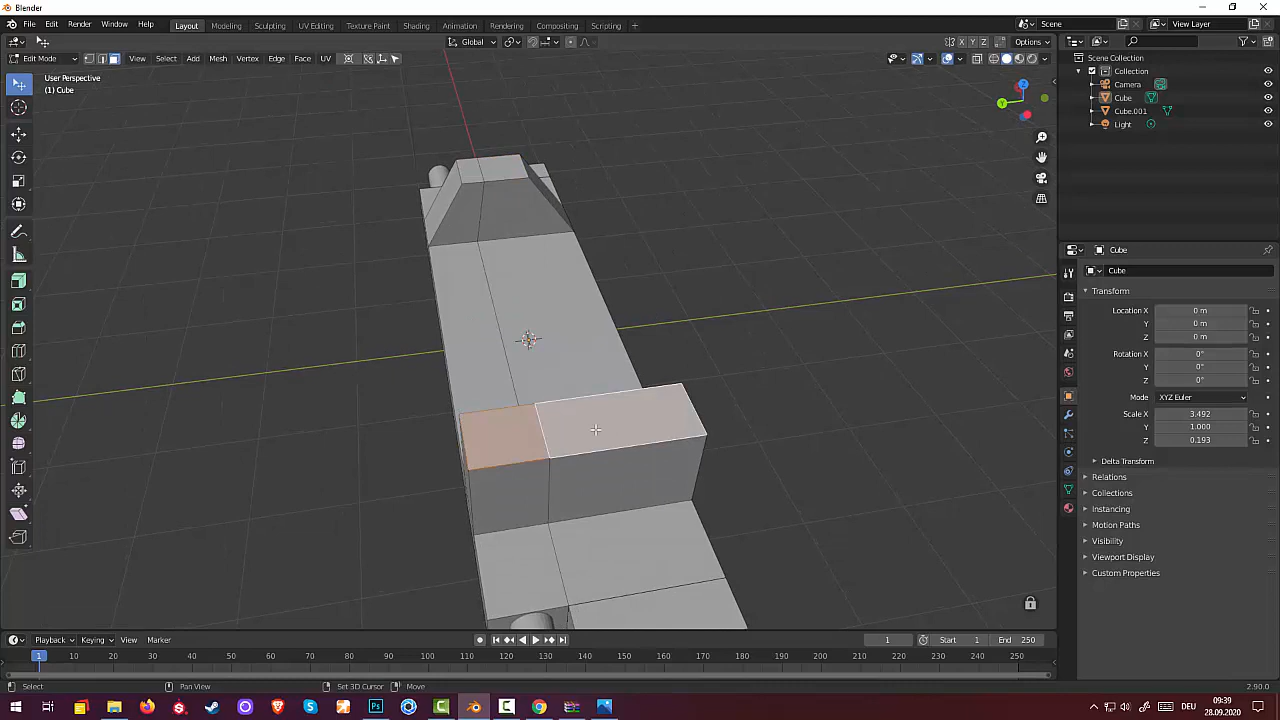 Blender
File Edit Render Window Help Layout Modeling Sculpting UV Editing Texture Paint Shading Animation Rendering Compositing Scripting + Scene View Layer
Global X Y Z Options
Edit Mode View Select Add Mesh Vertex Edge Face UV
User Perspective
(1) Cube
Z
Y
Scene Collection
Collection
Camera
Cube
Cube.001
Light
Cube
Cube
Transform
Location X 0 m
Y 0 m
Z 0 m
Rotation X 0°
Y 0°
Z 0°
Mode XYZ Euler
Scale X 3.492
Y 1.000
Z 0.193
Delta Transform
Relations
Collections
Instancing
Motion Paths
Visibility
Viewport Display
Custom Properties
Playback Keying View Marker 1 Start 1 End 250
1 10 20 30 40 50 60 70 80 90 100 110 120 130 140 150 160 170 180 190 200 210 220 230 240 250
Select Pan View Set 3D Cursor Move 2.90.0
DEU 09:39
28.09.2020